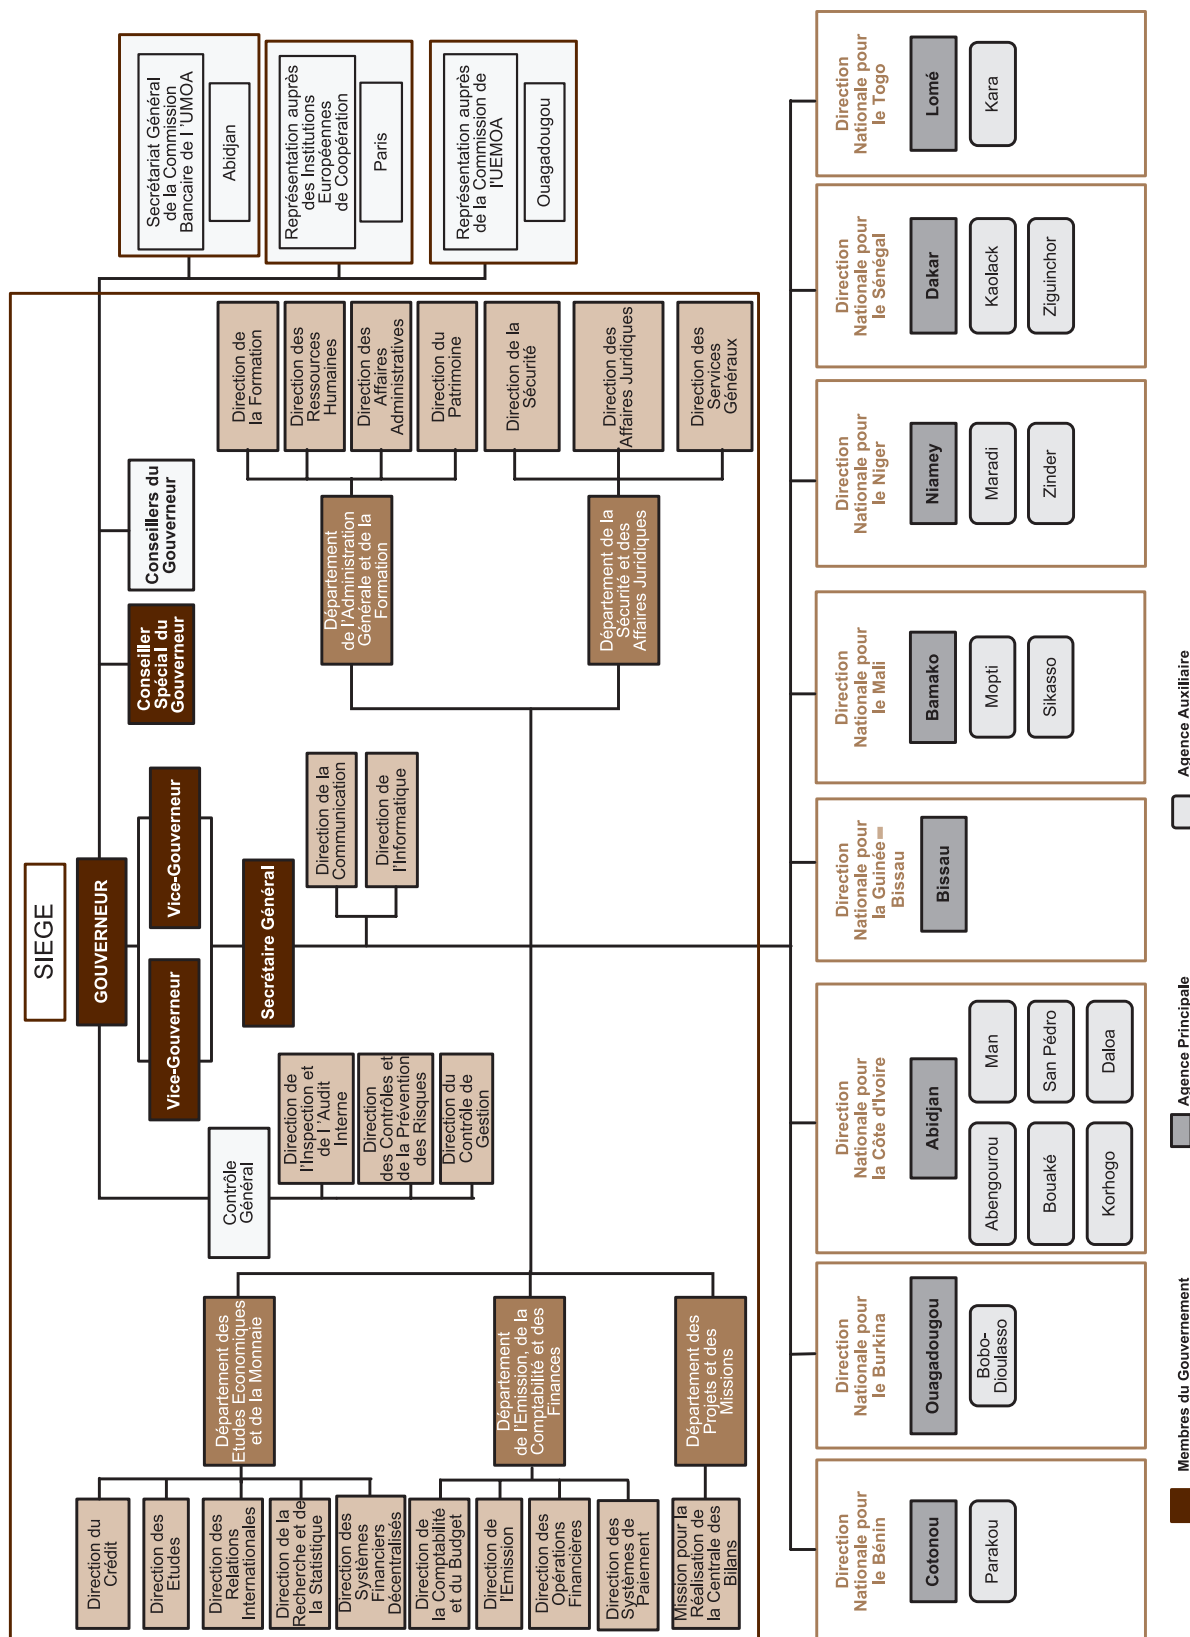 SIEGE
GOUVERNEUR
Conseiller
Spécial du
Gouverneur
Conseillers du
Gouverneur
Vice-Gouverneur
Vice-Gouverneur
Secrétaire Général
Secrétariat Général
de la Commission
Bancaire de l 'UMOA
Abidjan
Représentation auprès
des Institutions
Européennes
de Coopération
Paris
Représentation auprès
de la Commission de
l'UEMOA
Ouagadougou
Contrôle
Général
Direction de
l'Inspection et
de l 'Audit
Interne
Direction
des Contrôles et
de la Prévention
des Risques
Direction du
Contrôle de
Gestion
Direction de la
Communication
Direction de
l'Informatique
Département des
Etudes Economiques
et de la Monnaie
Direction du
Crédit
Direction des
Etudes
Direction des
Relations
Internationales
Direction de la
Recherche et de
la Statistique
Direction des
Systèmes
Financiers
Décentralisés
Département
de l'Emission, de la
Comptabilité et des
Finances
Direction de
la Comptabilité
et du Budget
Direction de
l'Emission
Direction des
Opérations
Financières
Direction des
Systèmes de
Paiement
Département des
Projets et des
Missions
Mission pour la
Réalisation de
la Centrale des
Bilans
Département
de l'Administration
Générale et de la
Formation
Direction de
la Formation
Direction des
Ressources
Humaines
Direction des
Affaires
Administratives
Direction du
Patrimoine
Département de la
Sécurité et des
Affaires Juridiques
Direction de la
Sécurité
Direction des
Affaires Juridiques
Direction des
Services
Généraux
Direction
Nationale pour
le Bénin
Cotonou
Parakou
Direction
Nationale pour
le Burkina
Ouagadougou
Bobo-
Dioulasso
Direction
Nationale pour
la Côte d'Ivoire
Abidjan
Abengourou
Man
Bouaké
San Pédro
Korhogo
Daloa
Direction
Nationale pour
la Guinée-
Bissau
Bissau
Direction
Nationale pour
le Mali
Bamako
Mopti
Sikasso
Direction
Nationale pour
le Niger
Niamey
Maradi
Zinder
Direction
Nationale pour
le Sénégal
Dakar
Kaolack
Ziguinchor
Direction
Nationale pour
le Togo
Lomé
Kara
Membres du Gouvernement
Agence Principale
Agence Auxiliaire